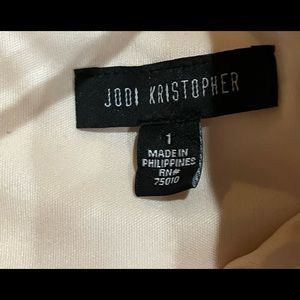 JODI KRISTOPHER
1
MADE IN
PHILIPPINES
RN#
75010